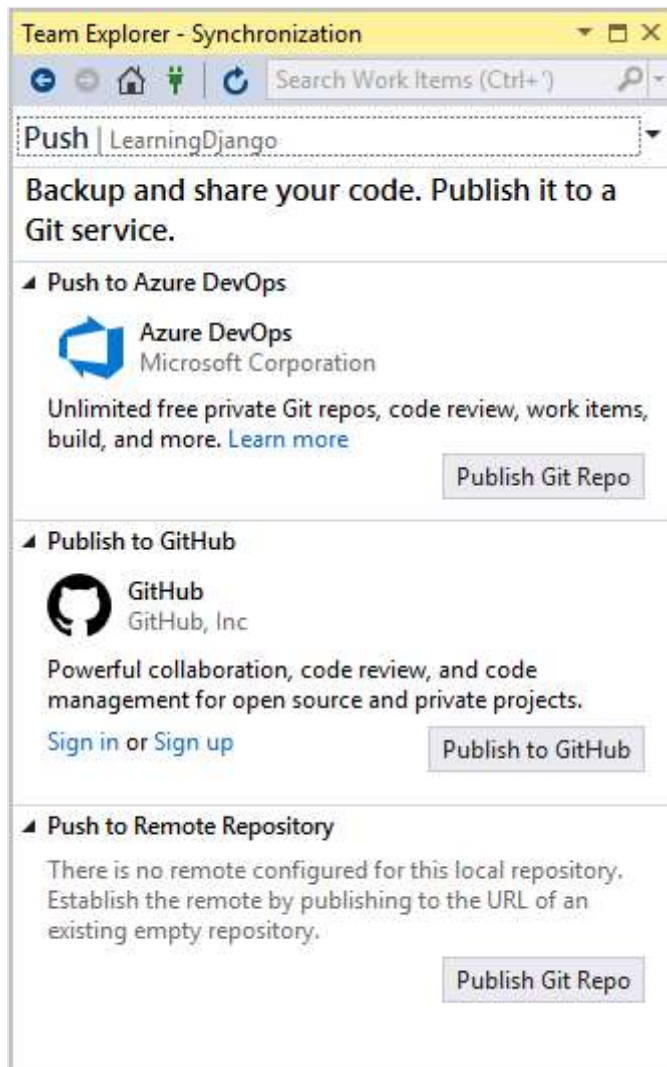 Team Explorer - Synchronization
Search Work Items (Ctrl+')
Push | LearningDjango
Backup and share your code. Publish it to a
Git service.
Push to Azure DevOps
Azure DevOps
Microsoft Corporation
Unlimited free private Git repos, code review, work items,
build, and more. Learn more
Publish Git Repo
Publish to GitHub
GitHub
GitHub, Inc
Powerful collaboration, code review, and code
management for open source and private projects.
Sign in or Sign up
Publish to GitHub
Push to Remote Repository
There is no remote configured for this local repository.
Establish the remote by publishing to the URL of an
existing empty repository.
Publish Git Repo